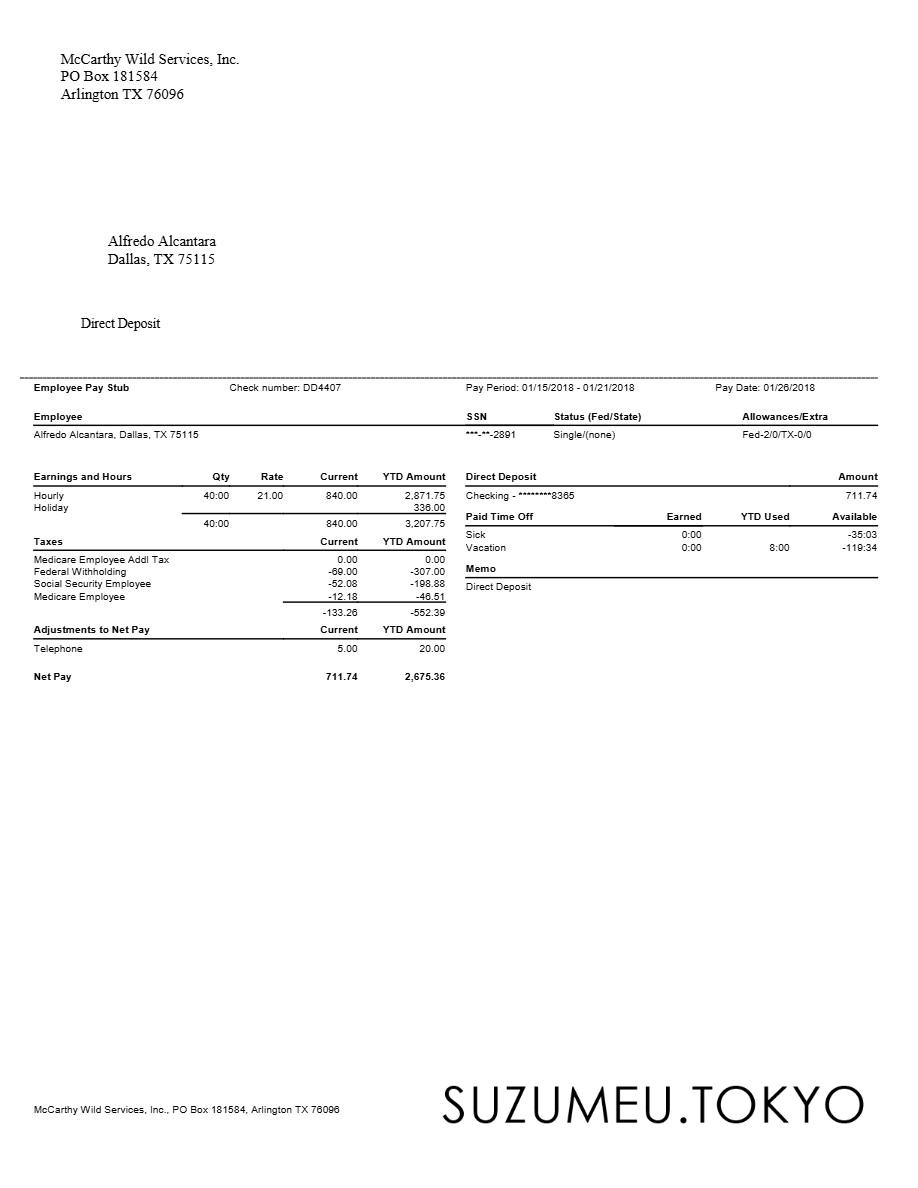 McCarthy Wild Services, Inc.
PO Box 181584
Arlington TX 76096
Alfredo Alcantara
Dallas, TX 75115
Direct Deposit
Employee Pay Stub Check number: DD4407 Pay Period: 01/15/2018 - 01/21/2018 Pay Date: 01/26/2018
Employee SSN Status (Fed/State) Allowances/Extra
Alfredo Alcantara, Dallas, TX 75115 ***-**-2891 Single/(none) Fed-2/0/TX-0/0
Earnings and Hours Qty Rate Current YTD Amount
Hourly 40:00 21.00 840.00 2,871.75
Holiday 336.00
40:00 840.00 3,207.75
Taxes Current YTD Amount
Medicare Employee Addl Tax 0.00 0.00
Federal Withholding -69.00 -307.00
Social Security Employee -52.08 -198.88
Medicare Employee -12.18 -46.51
-133.26 -552.39
Adjustments to Net Pay Current YTD Amount
Telephone 5.00 20.00
Net Pay 711.74 2,675.36
Direct Deposit Amount
Checking - ********8365 711.74
Paid Time Off Earned YTD Used Available
Sick 0:00 -35:03
Vacation 0:00 8:00 -119:34
Memo
Direct Deposit
McCarthy Wild Services, Inc., PO Box 181584, Arlington TX 76096
SUZUMEU.TOKYO